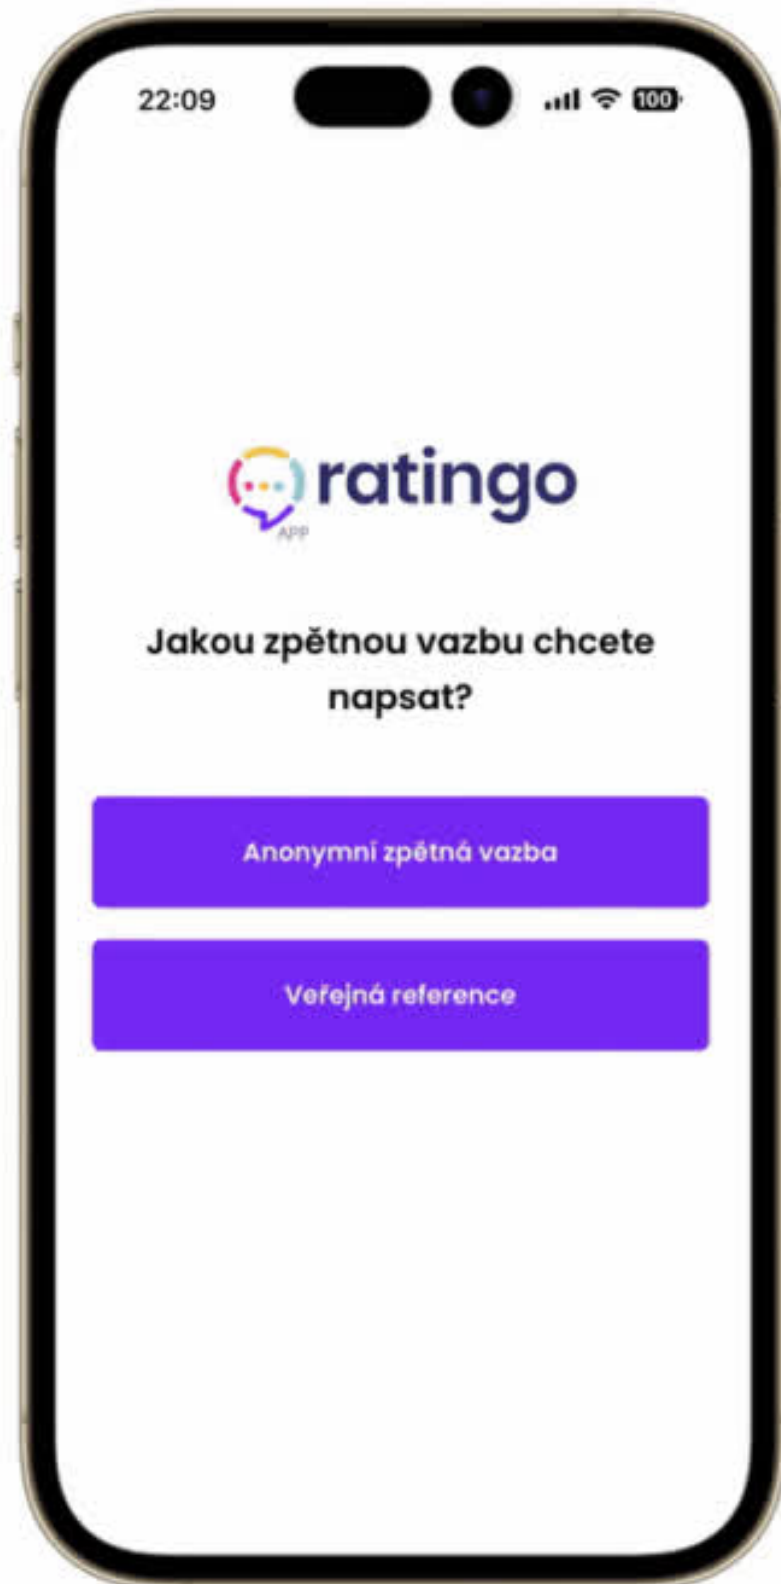 22:09
100
ratingo
APP
Jakou zpětnou vazbu chcete
napsat?
Anonymní zpětná vazba
Veřejná reference